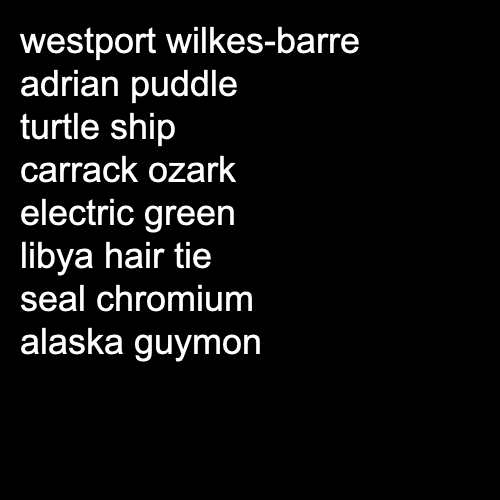 westport wilkes-barre
adrian puddle
turtle ship
carrack ozark
electric green
libya hair tie
seal chromium
alaska guymon